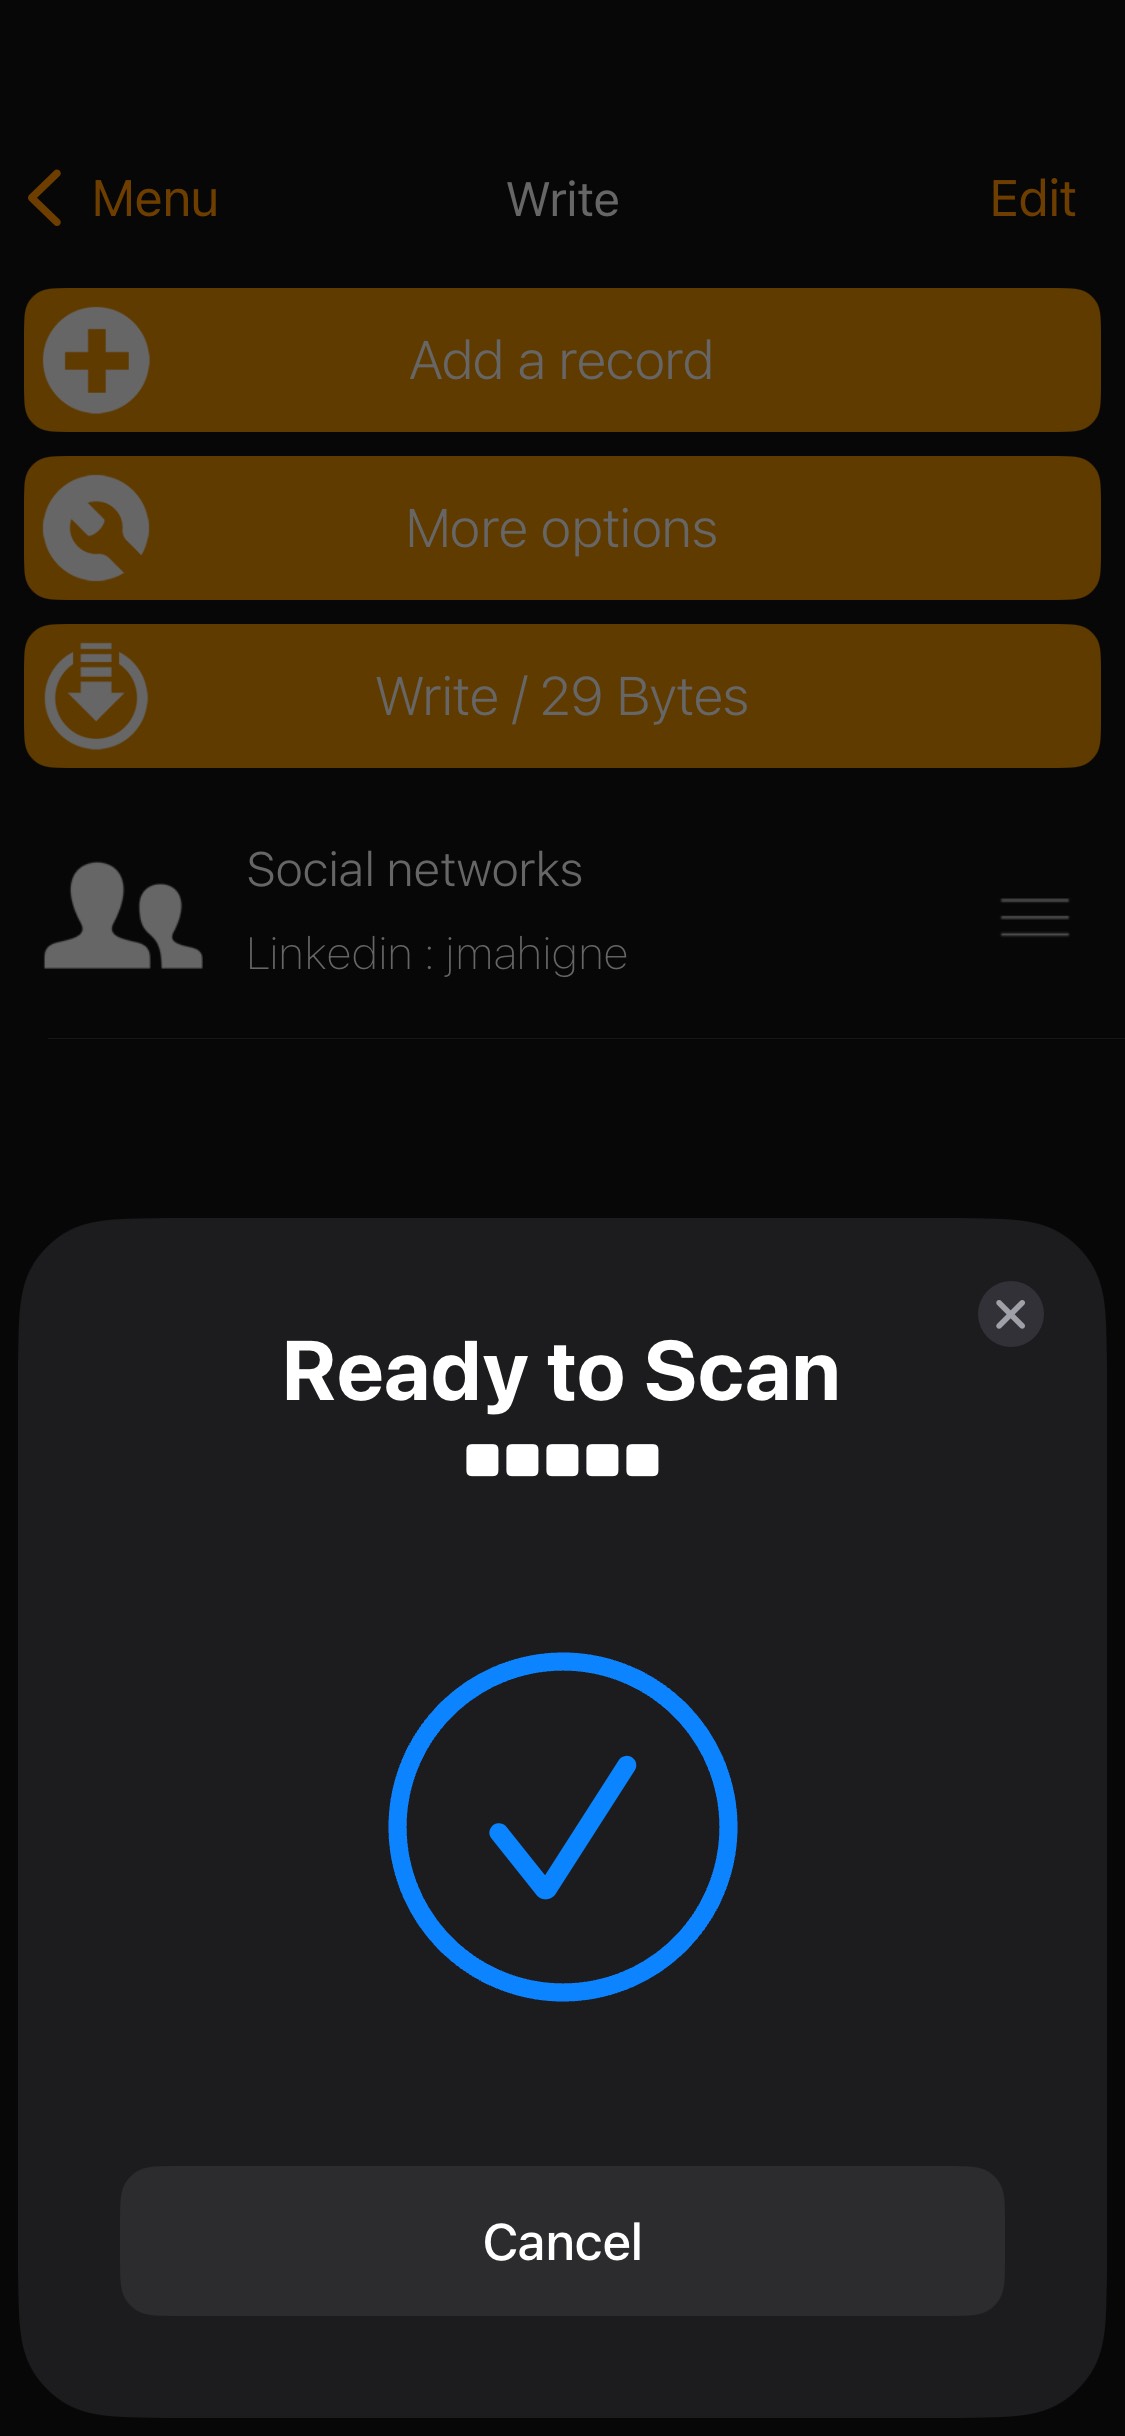 Menu
Write
Edit
Add a record
More options
Write / 29 Bytes
Social networks
Linkedin : jmahigne
Ready to Scan
Cancel